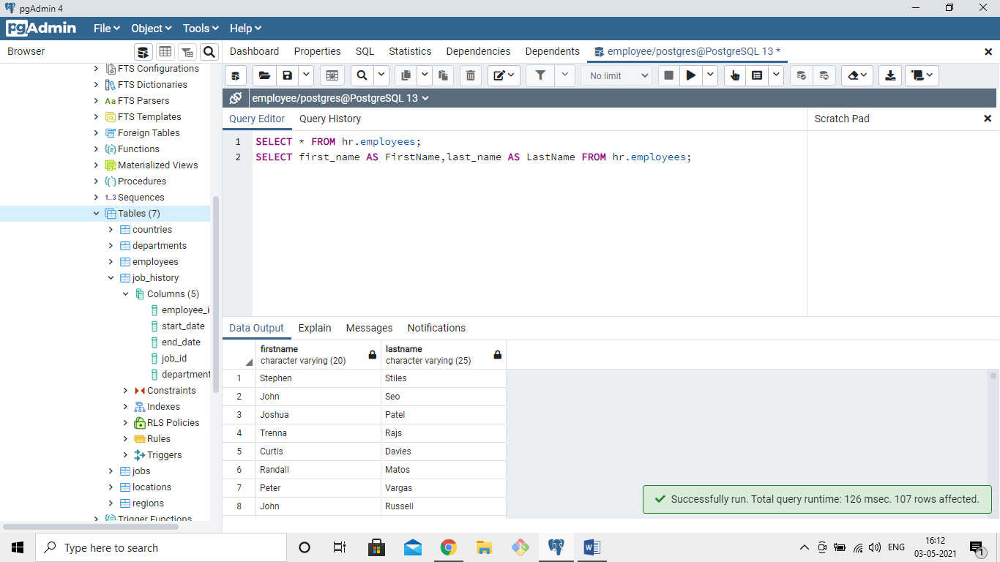 pgAdmin 4
pgAdmin File Object Tools Help
Browser
Dashboard Properties SQL Statistics Dependencies Dependents employee/postgres@PostgreSQL 13 *
No limit
employee/postgres@PostgreSQL 13
FTS Configurations
FTS Dictionaries
Aa FTS Parsers
FTS Templates
Foreign Tables
Functions
Materialized Views
Procedures
1..3 Sequences
Tables (7)
countries
departments
employees
job_history
Columns (5)
employee_i
start_date
end_date
job_id
department
Constraints
Indexes
RLS Policies
Rules
Triggers
jobs
locations
regions
Trigger Functions
Query Editor Query History
Scratch Pad
1 SELECT * FROM hr.employees;
2 SELECT first_name AS FirstName,last_name AS LastName FROM hr.employees;
Data Output Explain Messages Notifications
firstname lastname
character varying (20) character varying (25)
1 Stephen Stiles
2 John Seo
3 Joshua Patel
4 Trenna Rajs
5 Curtis Davies
6 Randall Matos
7 Peter Vargas
8 John Russell
Successfully run. Total query runtime: 126 msec. 107 rows affected.
Type here to search
ENG
16:12
03-05-2021
1